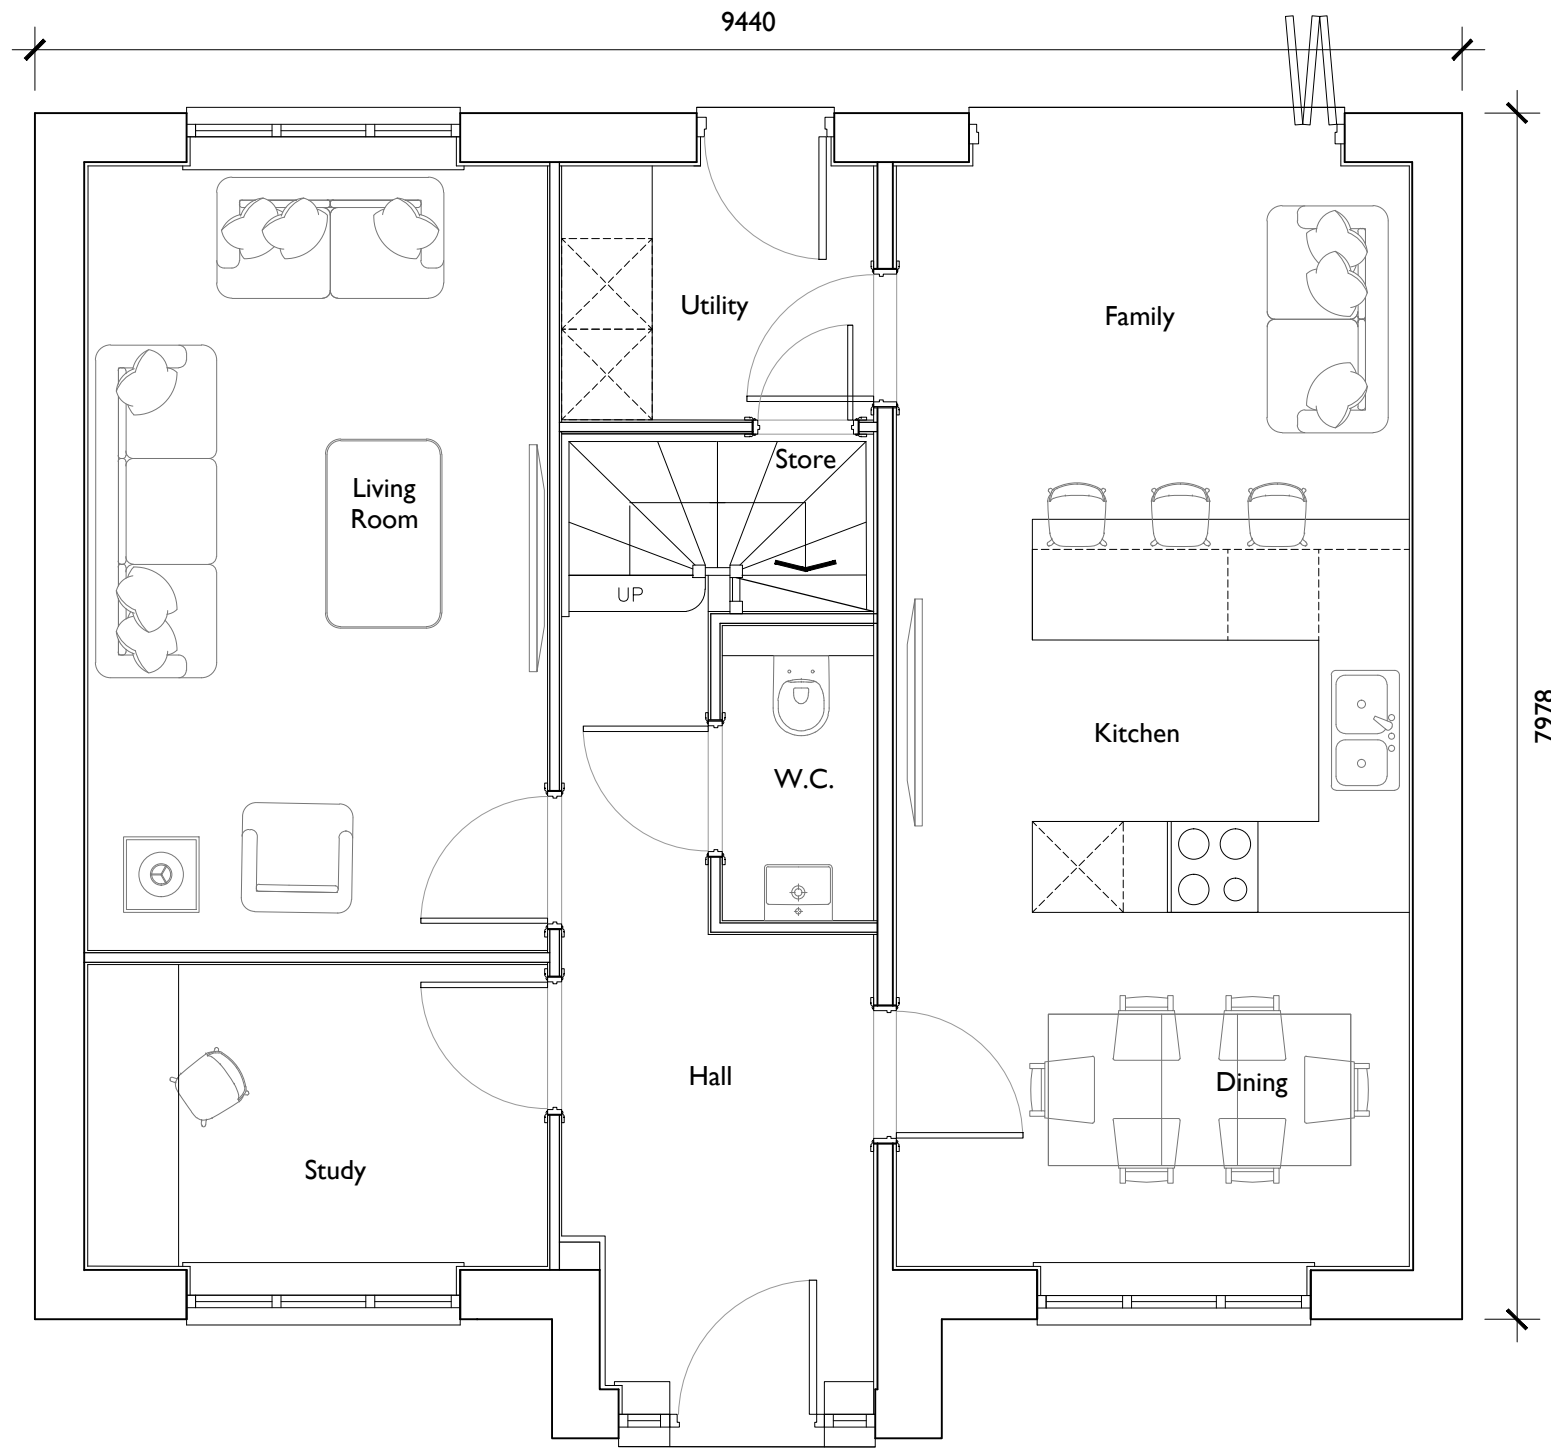 9440
Utility
Family
Store
Living
Room
UP
7978
Kitchen
W.C.
Hall
Dining
Study